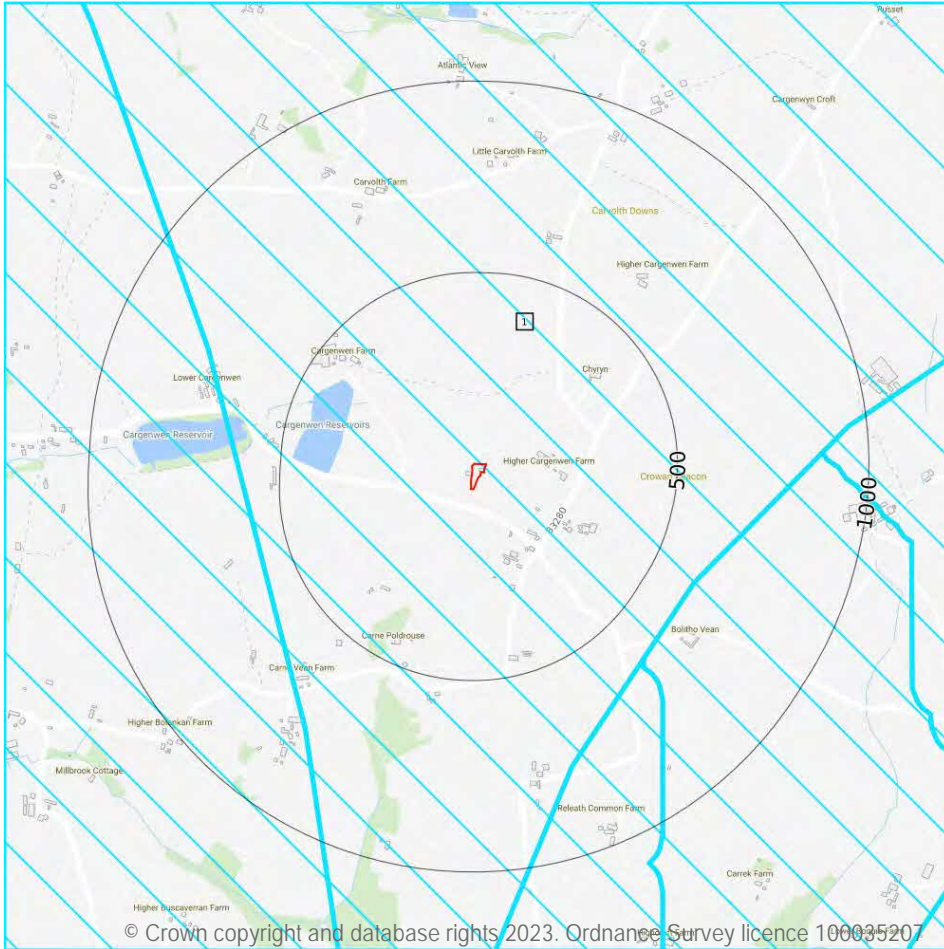 Russet
Atlantic View
Cargenwyn Croft
Little Carvolth Farm
Carvolth Farm
Carvolth Downs
Higher Cargenwen Farm
1
Cargenwen Farm
Chyryn
Lower Cargenwen
Cargenwen Reservoirs
Cargenwen Reservoir
Higher Cargenwen Farm
500
1000
B3280
Bolitho Vean
Carne Poldrouse
Carne Vean Farm
Higher Bolenkan Farm
Millbrook Cottage
Releath Common Farm
Carrek Farm
Higher Buscaverran Farm
© Crown copyright and database rights 2023. Ordnance Survey licence 100035207